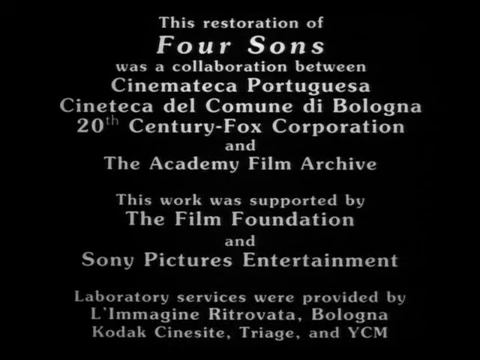 This restoration of
Four Sons
was a collaboration between
Cinemateca Portuguesa
Cineteca del Comune di Bologna
20th Century-Fox Corporation
and
The Academy Film Archive
This work was supported by
The Film Foundation
and
Sony Pictures Entertainment
Laboratory services were provided by
L'Immagine Ritrovata, Bologna
Kodak Cinesite, Triage, and YCM